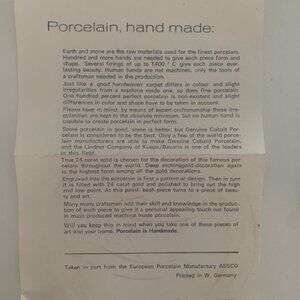 Porcelain, hand made:
Earth and stone are the raw materials used for the finest porcelain.
Hundred and more hands are needed to give each piece form and
shape. Several firings of up to 1400 ° C give each piece ever-
lasting beauty. Human hands are not machines, only the tools of
a craftsman needed in the production.
Just like a good handwoven carpet differs in colour and slight
irregularities from a machine made one, so does fine porcelain.
One hundred percent perfect porcelain is non-existent and slight
differences in color and shape have to be taken in account.
Please keep in mind, by means of expert craftsmanship these irre-
gularities are kept to the absolute minimum, but no human hand is
capable to create porcelain in perfect form.
Some porcelain is good, some is better; but Genuine Cobalt Por-
celain is considered to be the best. Only a few of the world porce-
lain manufacturers are able to make Genuine Cobald Porcelain,
and the Lindner Company of Kueps/Bavaria is one of the leaders
in this field.
True 24 carat gold is chosen for the decoration of this famous por-
celain throughout the world. Deep etchinggold-decoration again
is the highest form among all the gold decorations.
Engraved into the porcelain is first a pattern or design. Then in turn
it is filled with 24 carat gold and polished to bring out the high
and low points. At this point, each piece turns to a piece of beau-
ty and art.
Many many craftsmen add their skill and knowledge in the produc-
tion of each piece to give it a personal appearing touch not found
in mass produced machine made porcelain.
Will you keep this in mind when you take one of these pieces of
art into your home: Porcelain is Handmade.
Taken in part from the European Porcelain Manufactory ASSCO
Printed in W. Germany